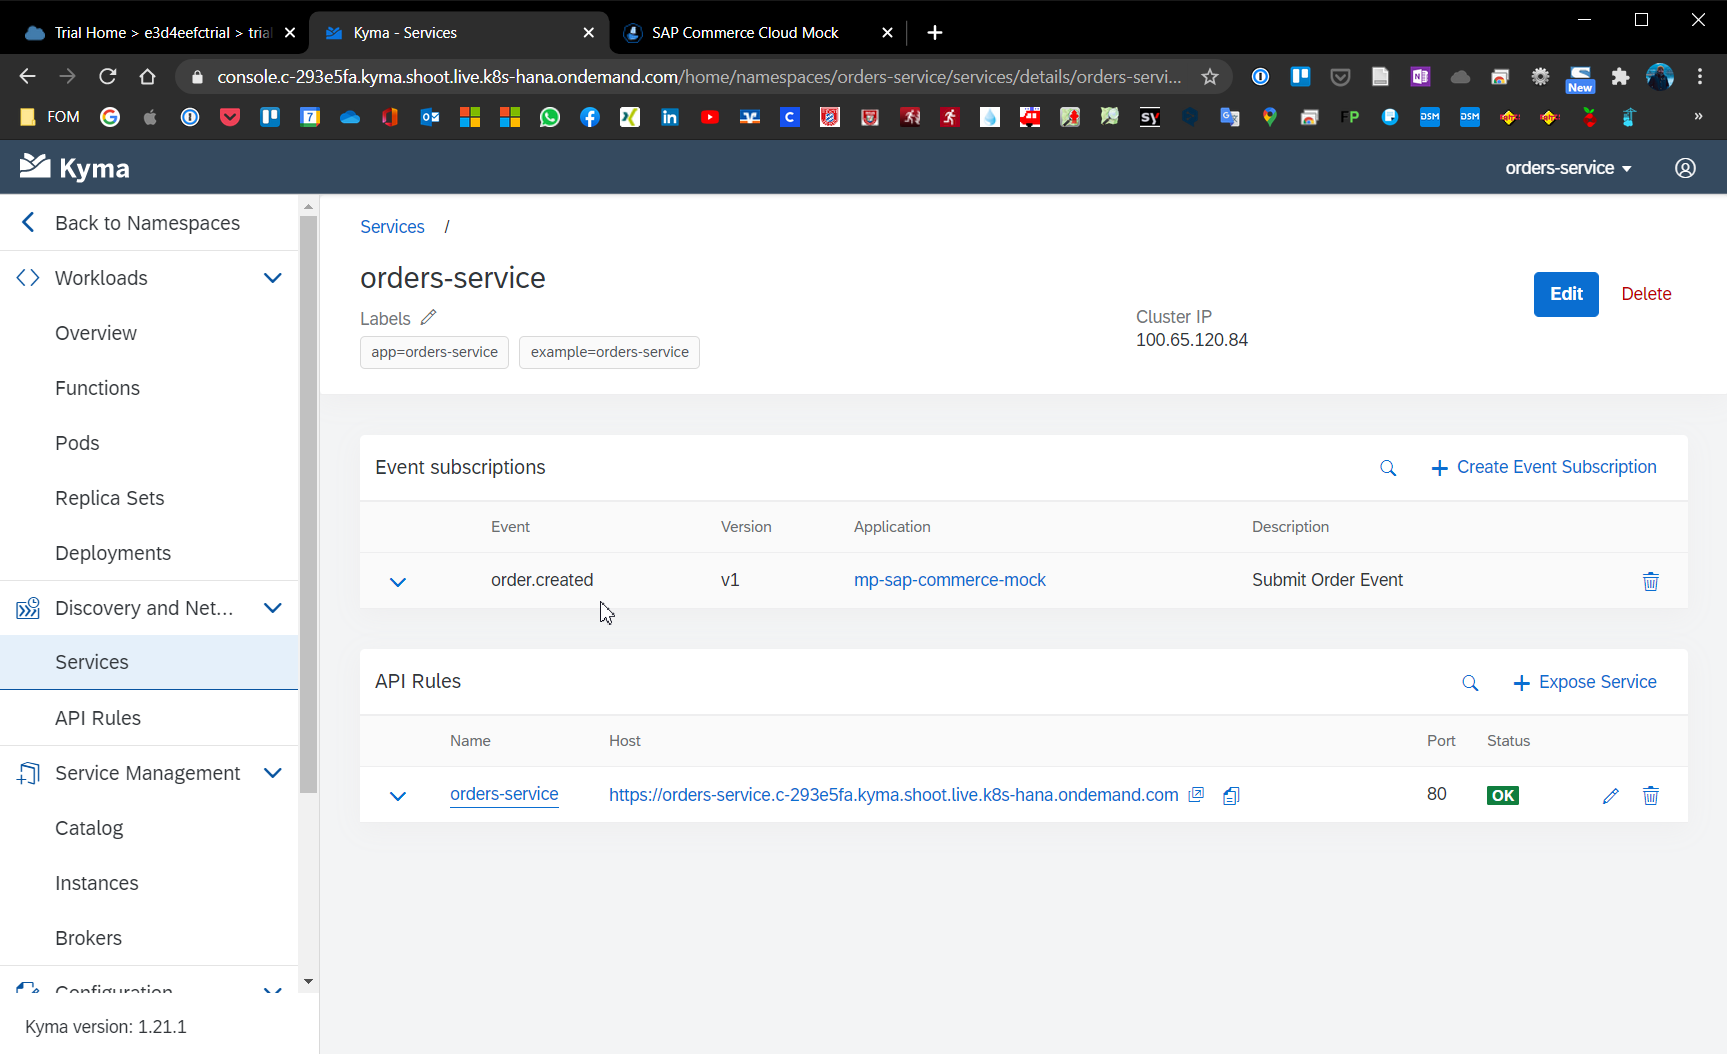 Trial Home > e3d4eefctrial > trial
Kyma - Services
SAP Commerce Cloud Mock
console.c-293e5fa.kyma.shoot.live.k8s-hana.ondemand.com/home/namespaces/orders-service/services/details/orders-servi...
New
FOM
7
C
sy
FP
DSM
DSM
»
Kyma
orders-service
Back to Namespaces
Workloads
Overview
Functions
Pods
Replica Sets
Deployments
Discovery and Net...
Services
API Rules
Service Management
Catalog
Instances
Brokers
Configuration
Kyma version: 1.21.1
Services /
orders-service
Labels
app=orders-service
example=orders-service
Cluster IP
100.65.120.84
Edit
Delete
Event subscriptions
+ Create Event Subscription
Event Version Application Description
order.created v1 mp-sap-commerce-mock Submit Order Event
API Rules
+ Expose Service
Name Host Port Status
orders-service https://orders-service.c-293e5fa.kyma.shoot.live.k8s-hana.ondemand.com 80 OK